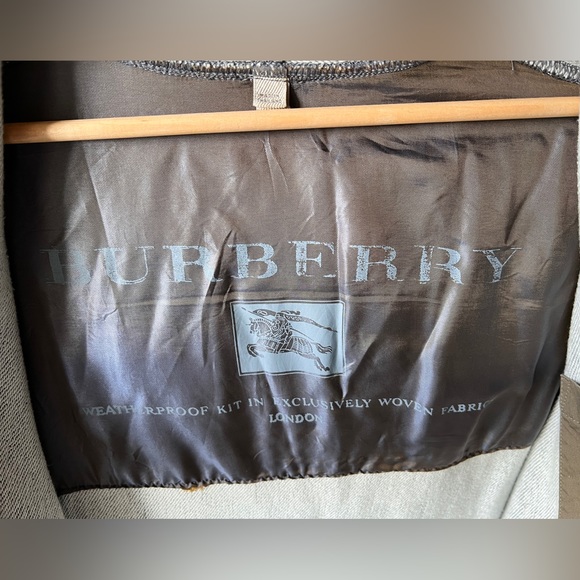 BURBERRY
WEATHERPROOF KIT IN EXCLUSIVELY WOVEN FABRIC
LONDON